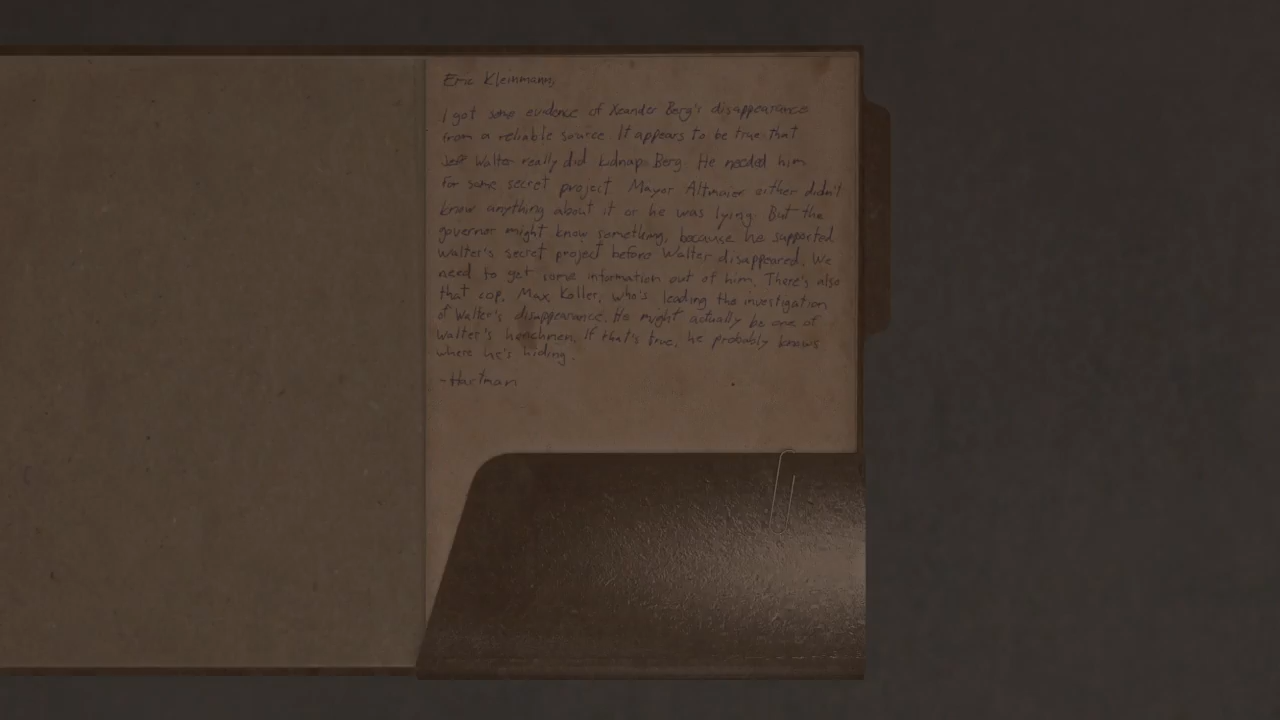 Eric Kleinmann,
I got some evidence of Xeander Berg's disappearance
from a reliable source. It appears to be true that
Jeff Walter really did kidnap Berg. He needed him
for some secret project. Mayor Altmaier either didn't
know anything about it or he was lying. But the
governor might know something, because he supported
Walter's secret project before Walter disappeared. We
need to get some information out of him. There's also
that cop, Max Koller, who's leading the investigation
of Walter's disappearance. He might actually be one of
Walter's henchmen. If that's true, he probably knows
where he's hiding.
-Hartman